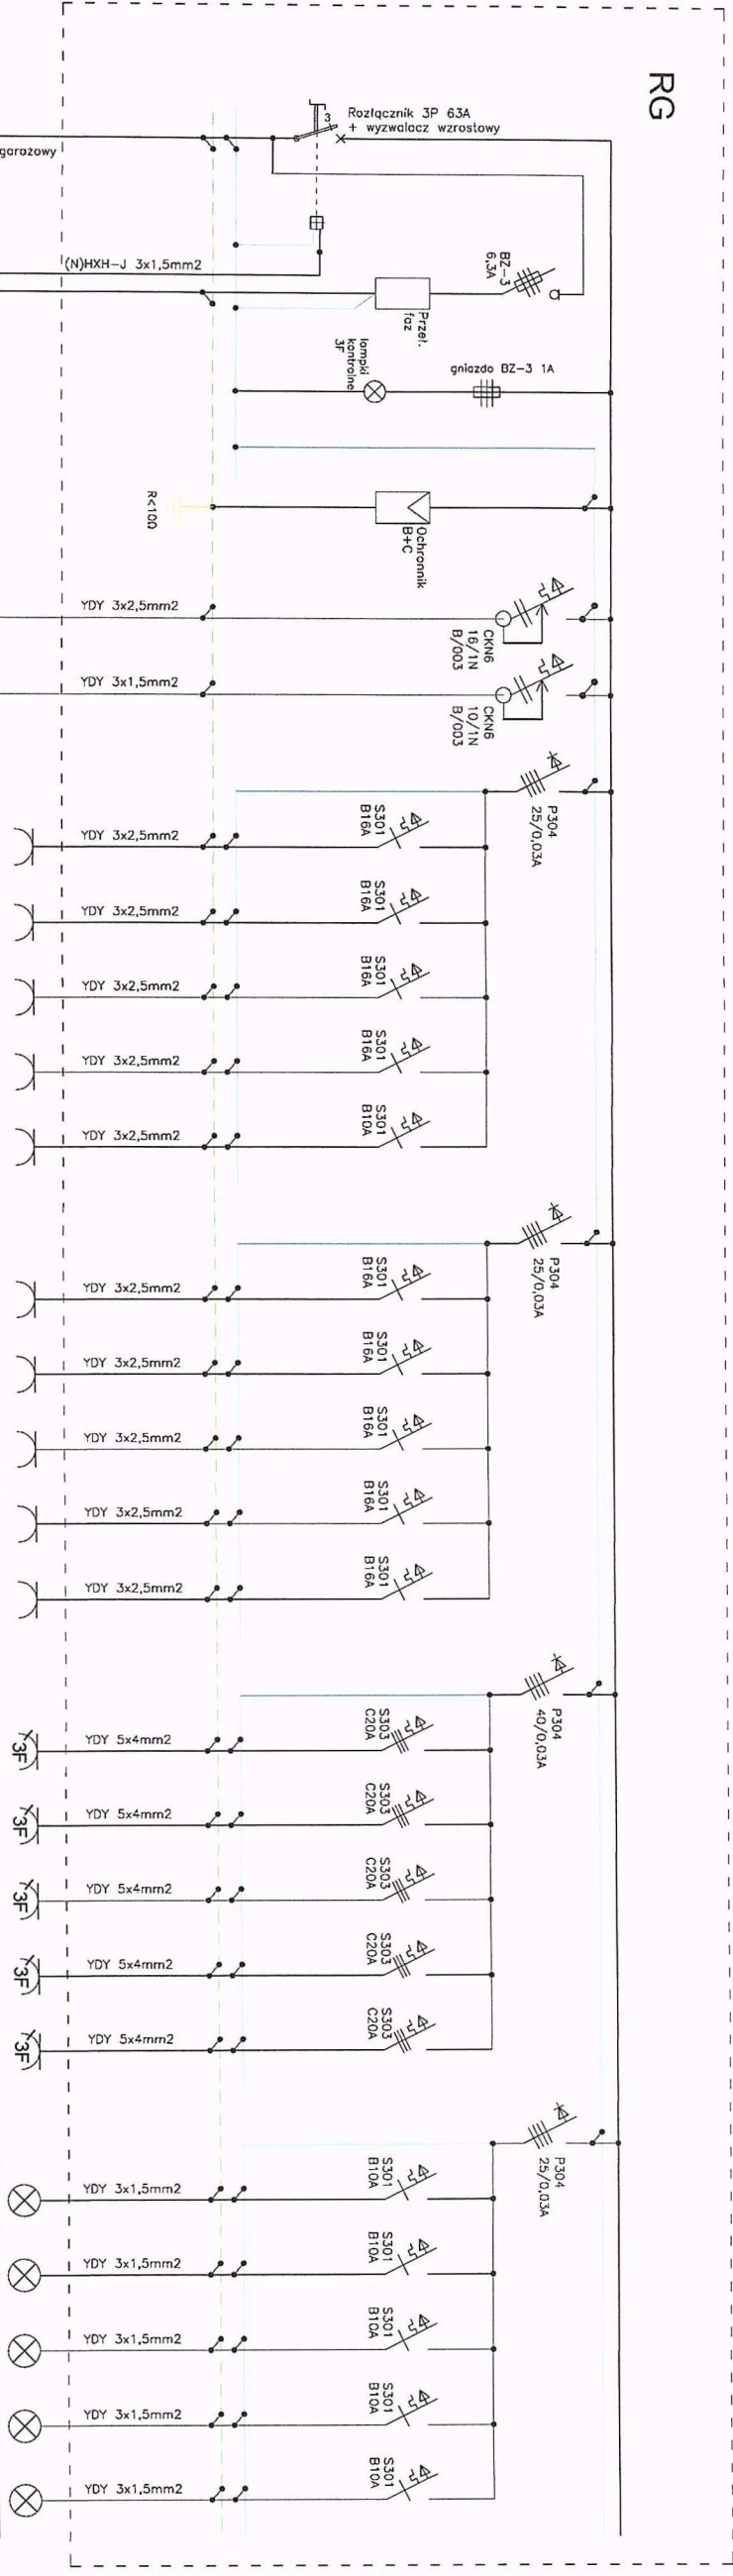 RG
Rozłącznik 3P 63A
+ wyzwalacz wzrostowy
3
garażowy
(N)HXH-J 3x1,5mm2
BZ-3
6,3A
Przeł.
faz
lampki
kontrolne
3F
gniazdo BZ-3 1A
R<10Ω
Ochronnik
B+C
YDY 3x2,5mm2
CKN6
16/1N
B/003
YDY 3x1,5mm2
CKN6
10/1N
B/003
P304
25/0,03A
YDY 3x2,5mm2
S301
B16A
YDY 3x2,5mm2
S301
B16A
YDY 3x2,5mm2
S301
B16A
YDY 3x2,5mm2
S301
B16A
YDY 3x2,5mm2
S301
B10A
P304
25/0,03A
YDY 3x2,5mm2
S301
B16A
YDY 3x2,5mm2
S301
B16A
YDY 3x2,5mm2
S301
B16A
YDY 3x2,5mm2
S301
B16A
YDY 3x2,5mm2
S301
B16A
P304
40/0,03A
3F
YDY 5x4mm2
S303
C20A
3F
YDY 5x4mm2
S303
C20A
3F
YDY 5x4mm2
S303
C20A
3F
YDY 5x4mm2
S303
C20A
3F
YDY 5x4mm2
S303
C20A
P304
25/0,03A
YDY 3x1,5mm2
S301
B10A
YDY 3x1,5mm2
S301
B10A
YDY 3x1,5mm2
S301
B10A
YDY 3x1,5mm2
S301
B10A
YDY 3x1,5mm2
S301
B10A